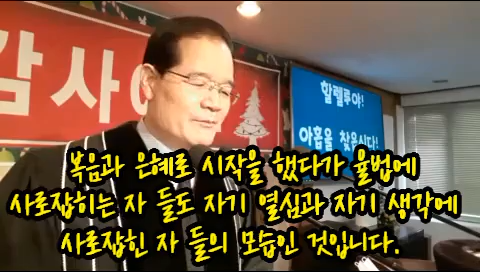 감사
할렐루야!
아홉을 찾읍시다!
복음과 은혜로 시작을 했다가 율법에
사로잡히는 자 들도 자기 열심과 자기 생각에
사로잡힌 자 들의 모습인 것입니다.